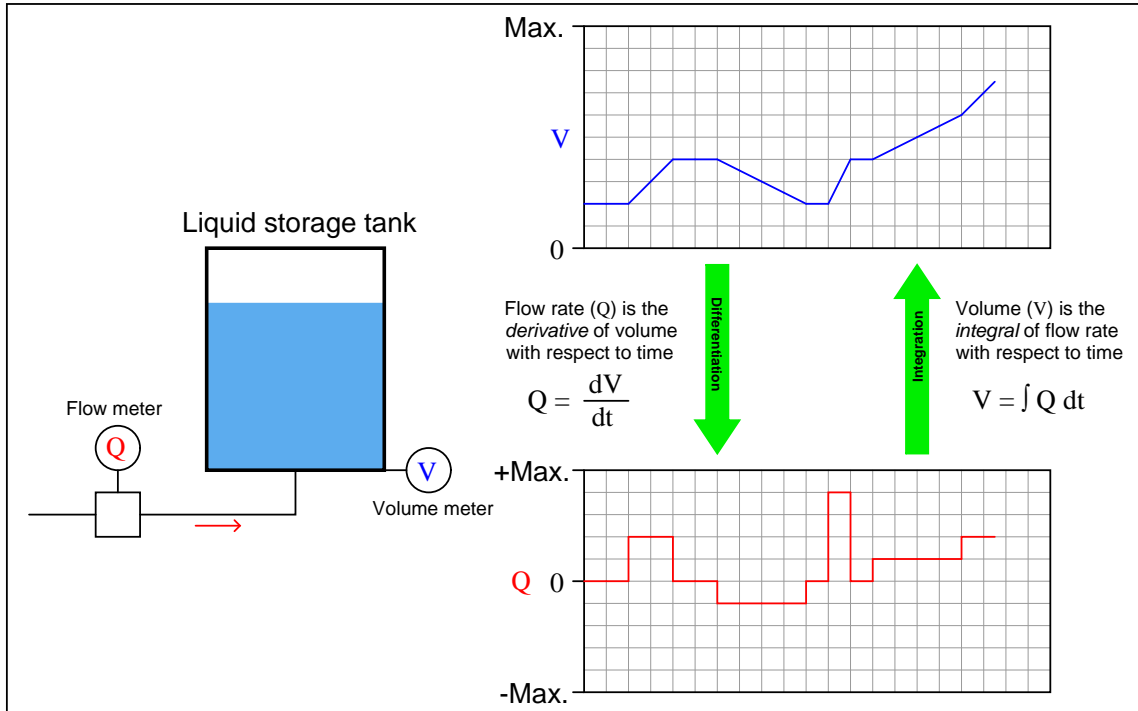 Max.
V
0
Liquid storage tank
Flow meter
Q
V
Volume meter
Flow rate (Q) is the
derivative of volume
with respect to time
Q = dV
dt
Differentiation
Integration
Volume (V) is the
integral of flow rate
with respect to time
V = ∫ Q dt
+Max.
Q 0
-Max.